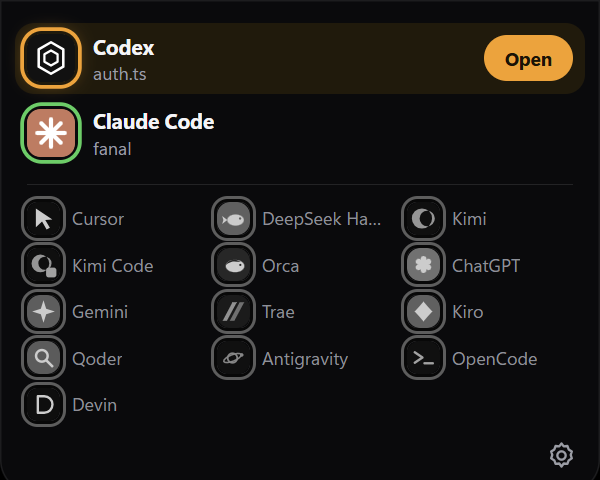 Codex
auth.ts
Open
Claude Code
fanal
Cursor
DeepSeek Ha...
Kimi
Kimi Code
Orca
ChatGPT
Gemini
Trae
Kiro
Qoder
Antigravity
OpenCode
Devin